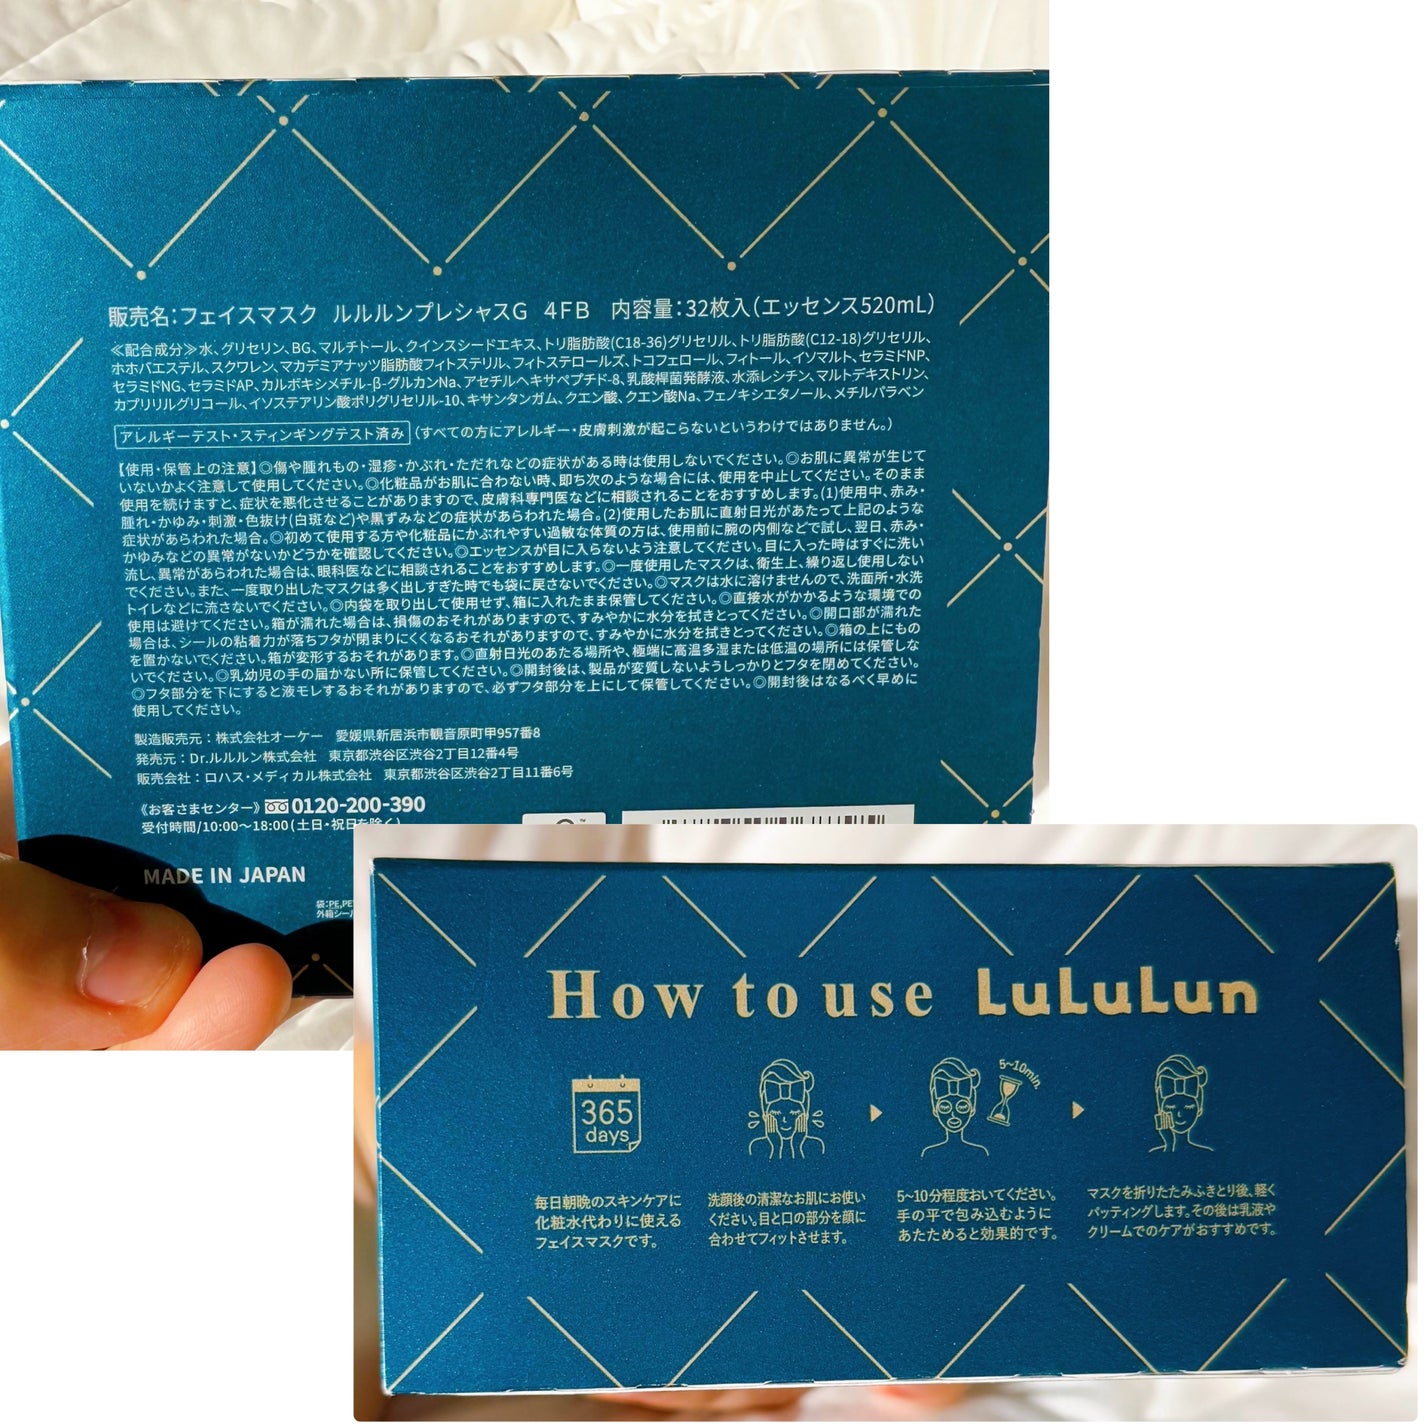 販売名:フェイスマスク ルルルンプレシャスG 4FB 内容量:32枚入(エッセンス520mL)
≪配合成分≫水、グリセリン、BG、マルチトール、クインスシードエキス、トリ脂肪酸(C18-36)グリセリル、トリ脂肪酸(C12-18)グリセリル、
ホホバエステル、スクワレン、マカデミアナッツ脂肪酸フィトステリル、フィトステロールズ、トコフェロール、フィトール、イソマルト、セラミドNP、
セラミドNG、セラミドAP、カルボキシメチル-β-グルカンNa、アセチルヘキサペプチド-8、乳酸桿菌発酵液、水添レシチン、マルトデキストリン、
カプリリルグリコール、イソステアリン酸ポリグリセリル-10、キサンタンガム、クエン酸、クエン酸Na、フェノキシエタノール、メチルパラベン
アレルギーテスト・スティンギングテスト済み (すべての方にアレルギー・皮膚刺激が起こらないというわけではありません。)
【使用・保管上の注意】◎傷や腫れもの・湿疹・かぶれ・ただれなどの症状がある時は使用しないでください。◎お肌に異常が生じて
いないかよく注意して使用してください。◎化粧品がお肌に合わない時、即ち次のような場合には、使用を中止してください。そのまま
使用を続けますと、症状を悪化させることがありますので、皮膚科専門医などに相談されることをおすすめします。(1)使用中、赤み・
腫れ・かゆみ・刺激・色抜け(白斑など)や黒ずみなどの症状があらわれた場合。(2)使用したお肌に直射日光があたって上記のような
症状があらわれた場合。◎初めて使用する方や化粧品にかぶれやすい過敏な体質の方は、使用前に腕の内側などで試し、翌日、赤み・
かゆみなどの異常がないかどうかを確認してください。◎エッセンスが目に入らないよう注意してください。目に入った時はすぐに洗い
流し、異常があらわれた場合は、眼科医などに相談されることをおすすめします。◎一度使用したマスクは、衛生上、繰り返し使用しない
でください。また、一度取り出したマスクは多く出しすぎた時でも袋に戻さないでください。◎マスクは水に溶けませんので、洗面所・水洗
トイレなどに流さないでください。◎内袋を取り出して使用せず、箱に入れたまま保管してください。◎直接水がかかるような環境での
使用は避けてください。箱が濡れた場合は、損傷のおそれがありますので、すみやかに水分を拭きとってください。◎開口部が濡れた
場合は、シールの粘着力が落ちフタが閉まりにくくなるおそれがありますので、すみやかに水分を拭きとってください。◎箱の上にもの
を置かないでください。箱が変形するおそれがあります。◎直射日光のあたる場所や、極端に高温多湿または低温の場所には保管しな
いでください。◎乳幼児の手の届かない所に保管してください。◎開封後は、製品が変質しないようしっかりとフタを閉めてください。
◎フタ部分を下にすると液モレするおそれがありますので、必ずフタ部分を上にして保管してください。◎開封後はなるべく早めに
使用してください。
製造販売元:株式会社オーケー 愛媛県新居浜市観音原町甲957番8
発売元:Dr.ルルルン株式会社 東京都渋谷区渋谷2丁目12番4号
販売会社:ロハス・メディカル株式会社 東京都渋谷区渋谷2丁目11番6号
《お客さまセンター》0120-200-390
受付時間/10:00~18:00(土日・祝日を除く)
MADE IN JAPAN
袋:PE,PE
外箱シール
How to use LuLuLun
365
days
5~10min.
毎日朝晩のスキンケアに
化粧水代わりに使える
フェイスマスクです。
洗顔後の清潔なお肌にお使い
ください。目と口の部分を顔に
合わせてフィットさせます。
5~10分程度おいてください。
手の平で包み込むように
あたためると効果的です。
マスクを折りたたみふきとり後、軽く
パッティングします。その後は乳液や
クリームでのケアがおすすめです。